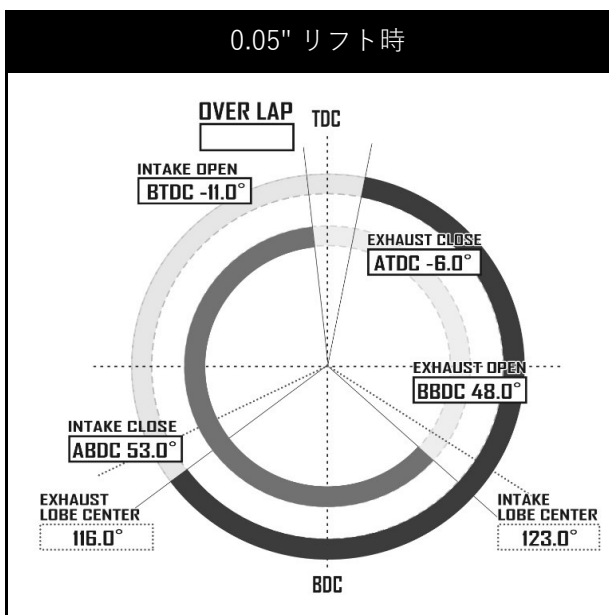 0.05" リフト時
OVER LAP
TDC
INTAKE OPEN
BTDC -11.0°
EXHAUST CLOSE
ATDC -6.0°
EXHAUST OPEN
BBDC 48.0°
INTAKE CLOSE
ABDC 53.0°
EXHAUST
LOBE CENTER
116.0°
INTAKE
LOBE CENTER
123.0°
BDC